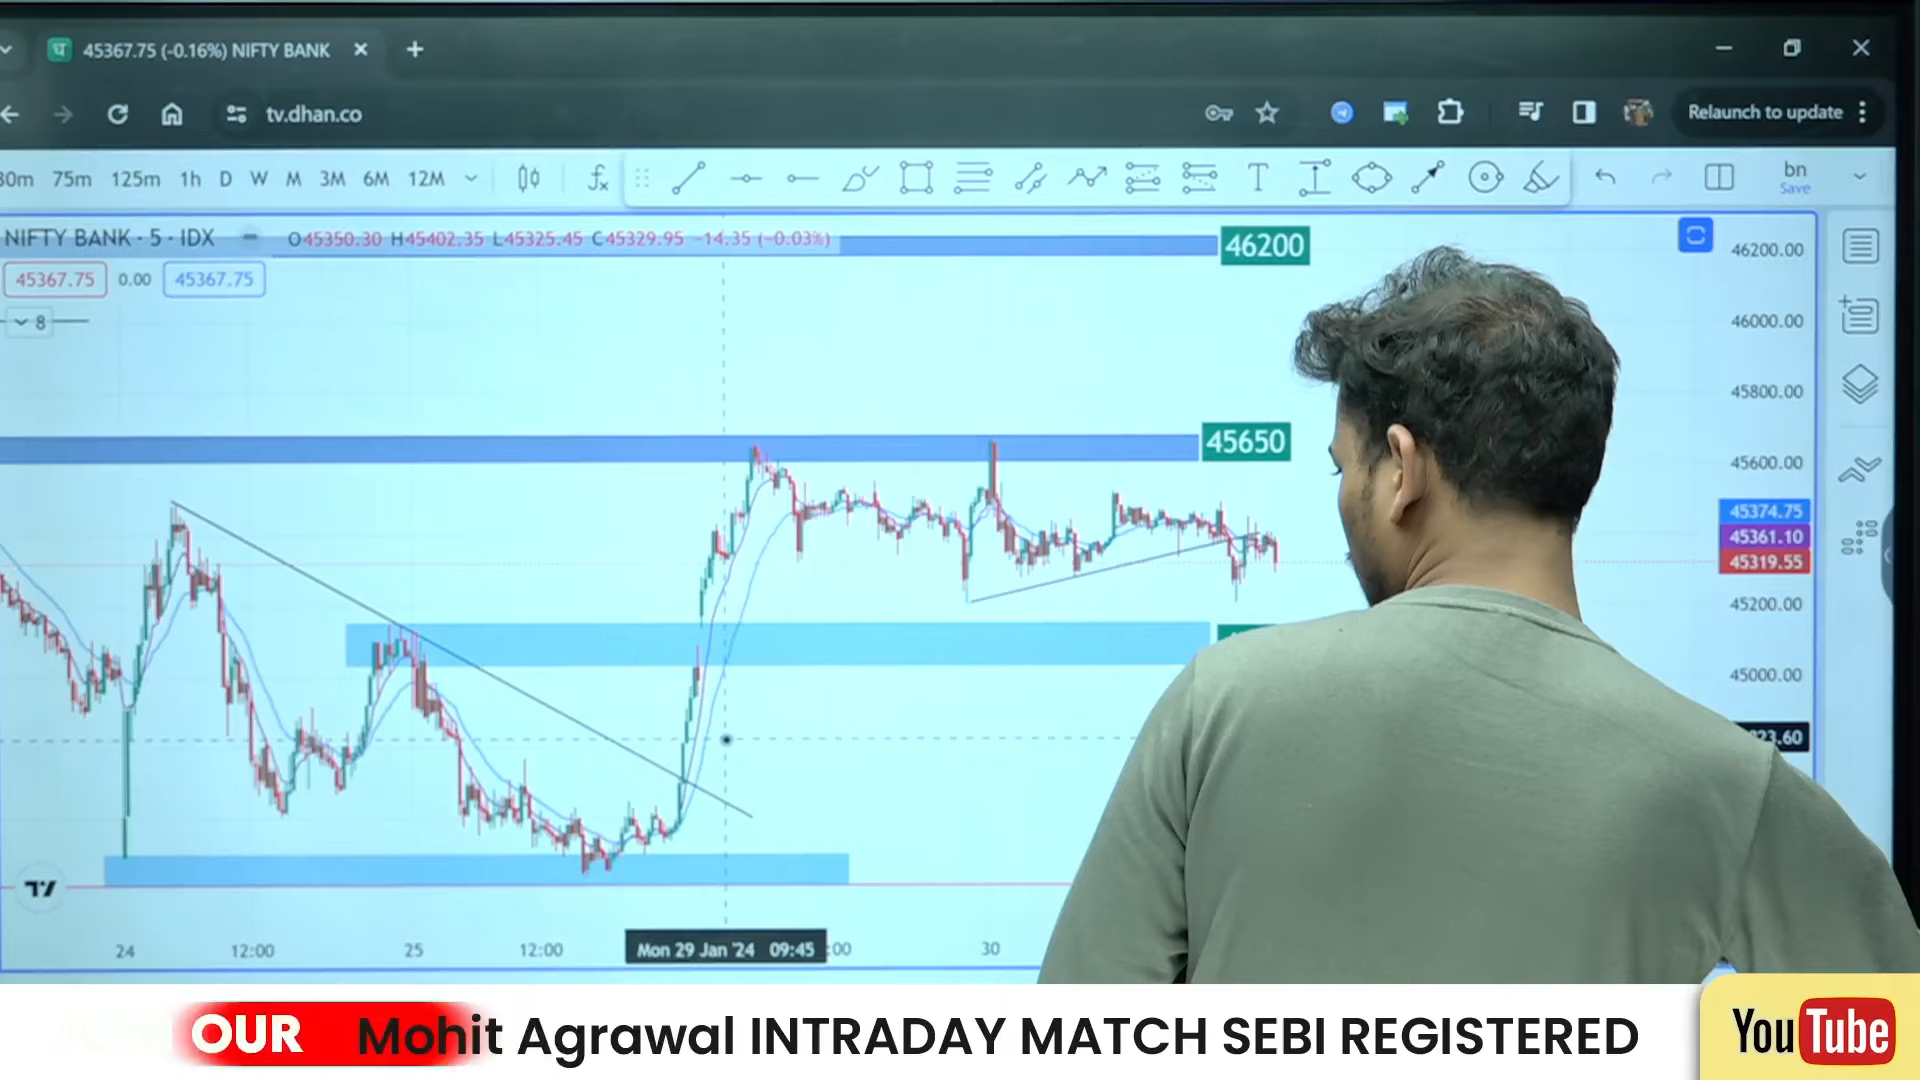 45367.75 (-0.16%) NIFTY BANK
tv.dhan.co
Relaunch to update
30m 75m 125m 1h D W M 3M 6M 12M
T
bn
Save
NIFTY BANK · 5 · IDX
O45350.30 H45402.35 L45325.45 C45329.95 -14.35 (-0.03%)
45367.75 0.00 45367.75
8
46200
45650
46200.00
46000.00
45800.00
45600.00
45374.75
45361.10
45319.55
45200.00
45000.00
23.60
24 12:00 25 12:00 Mon 29 Jan '24 09:45 :00 30
OUR Mohit Agrawal INTRADAY MATCH SEBI REGISTERED
YouTube